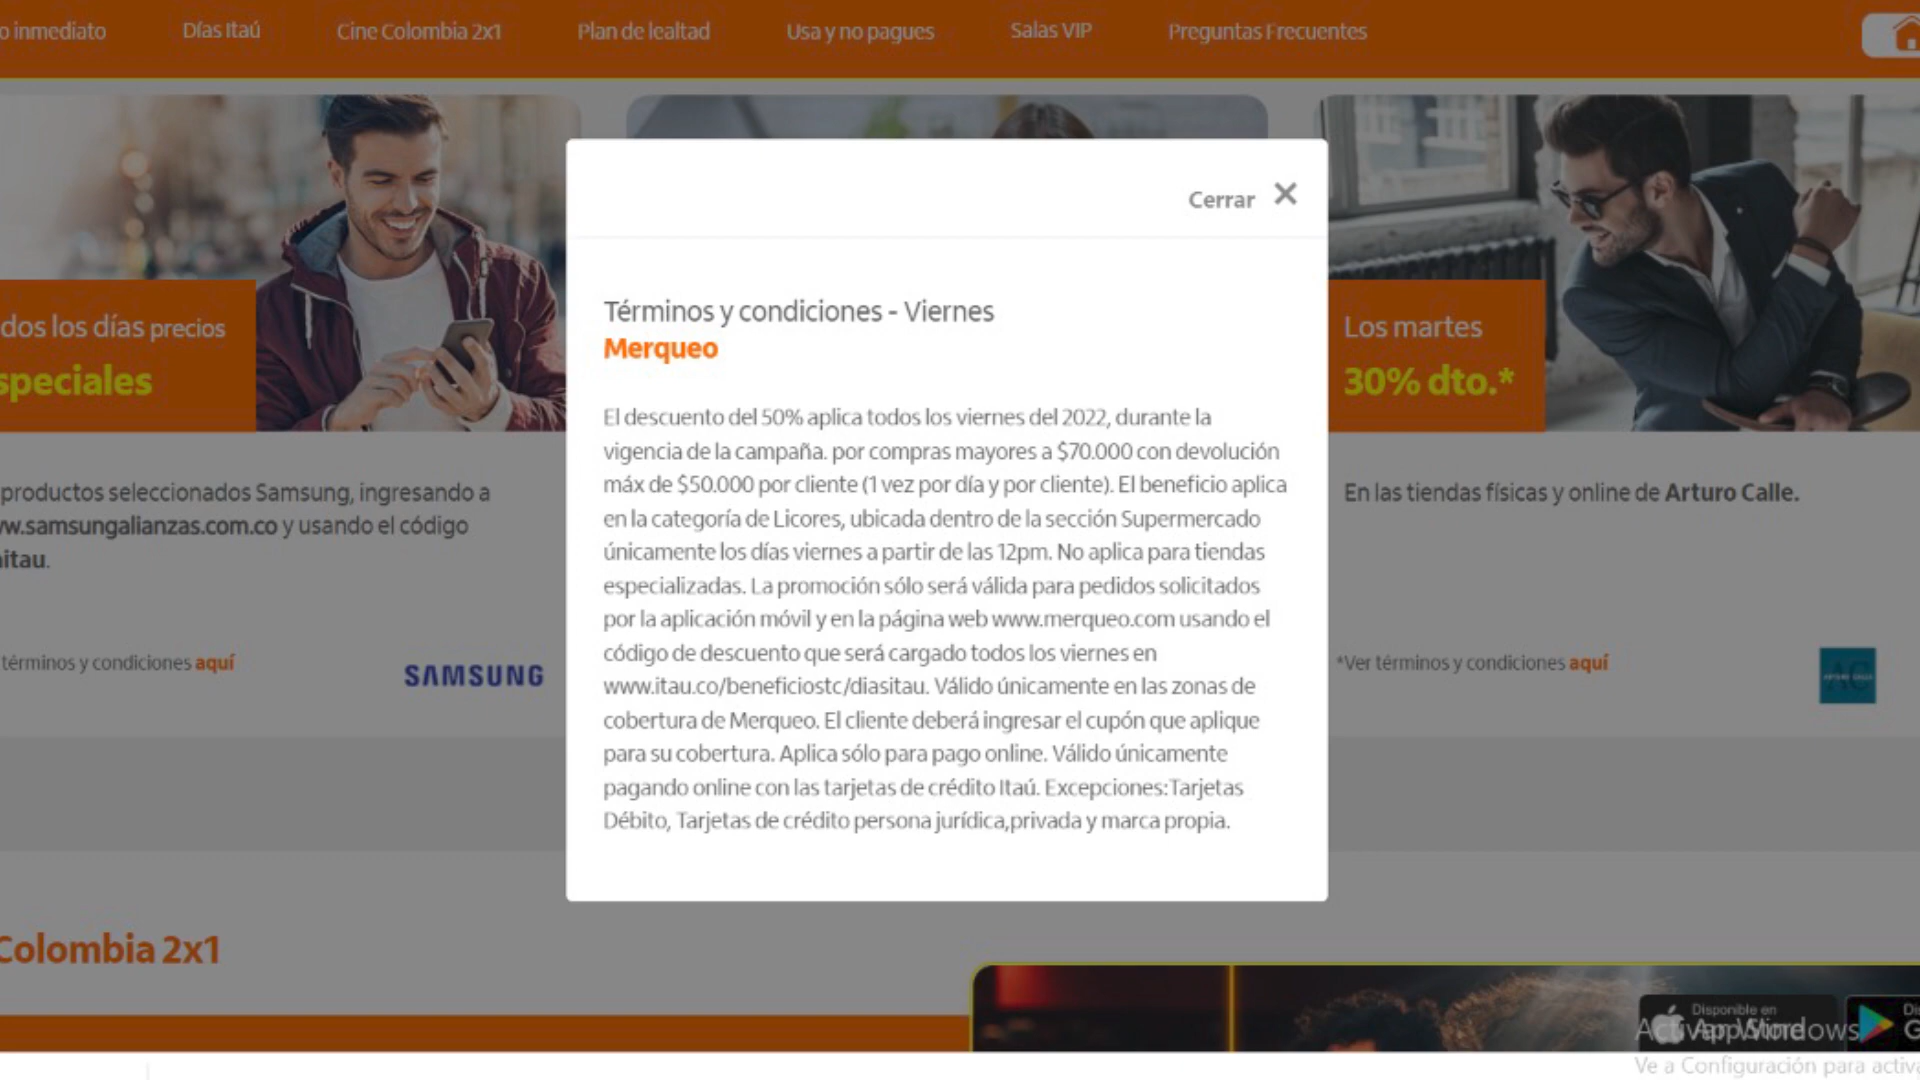 o inmediato
Días Itaú
Cine Colombia 2x1
Plan de lealtad
Usa y no pagues
Salas VIP
Preguntas Frecuentes
dos los días precios
speciales
productos seleccionados Samsung, ingresando a
ww.samsungalianzas.com.co y usando el código
itau.
términos y condiciones aquí
SAMSUNG
Cerrar ✕
Términos y condiciones - Viernes
Merqueo
El descuento del 50% aplica todos los viernes del 2022, durante la
vigencia de la campaña. por compras mayores a $70.000 con devolución
máx de $50.000 por cliente (1 vez por día y por cliente). El beneficio aplica
en la categoría de Licores, ubicada dentro de la sección Supermercado
únicamente los días viernes a partir de las 12pm. No aplica para tiendas
especializadas. La promoción sólo será válida para pedidos solicitados
por la aplicación móvil y en la página web www.merqueo.com usando el
código de descuento que será cargado todos los viernes en
www.itau.co/beneficiostc/diasitau. Válido únicamente en las zonas de
cobertura de Merqueo. El cliente deberá ingresar el cupón que aplique
para su cobertura. Aplica sólo para pago online. Válido únicamente
pagando online con las tarjetas de crédito Itaú. Excepciones:Tarjetas
Débito, Tarjetas de crédito persona jurídica,privada y marca propia.
Los martes
30% dto.*
En las tiendas físicas y online de Arturo Calle.
*Ver términos y condiciones aquí
AC
ARTURO CALLE
Colombia 2x1
Disponible en
App Store
Di
G
Activar Windows
Ve a Configuración para activa